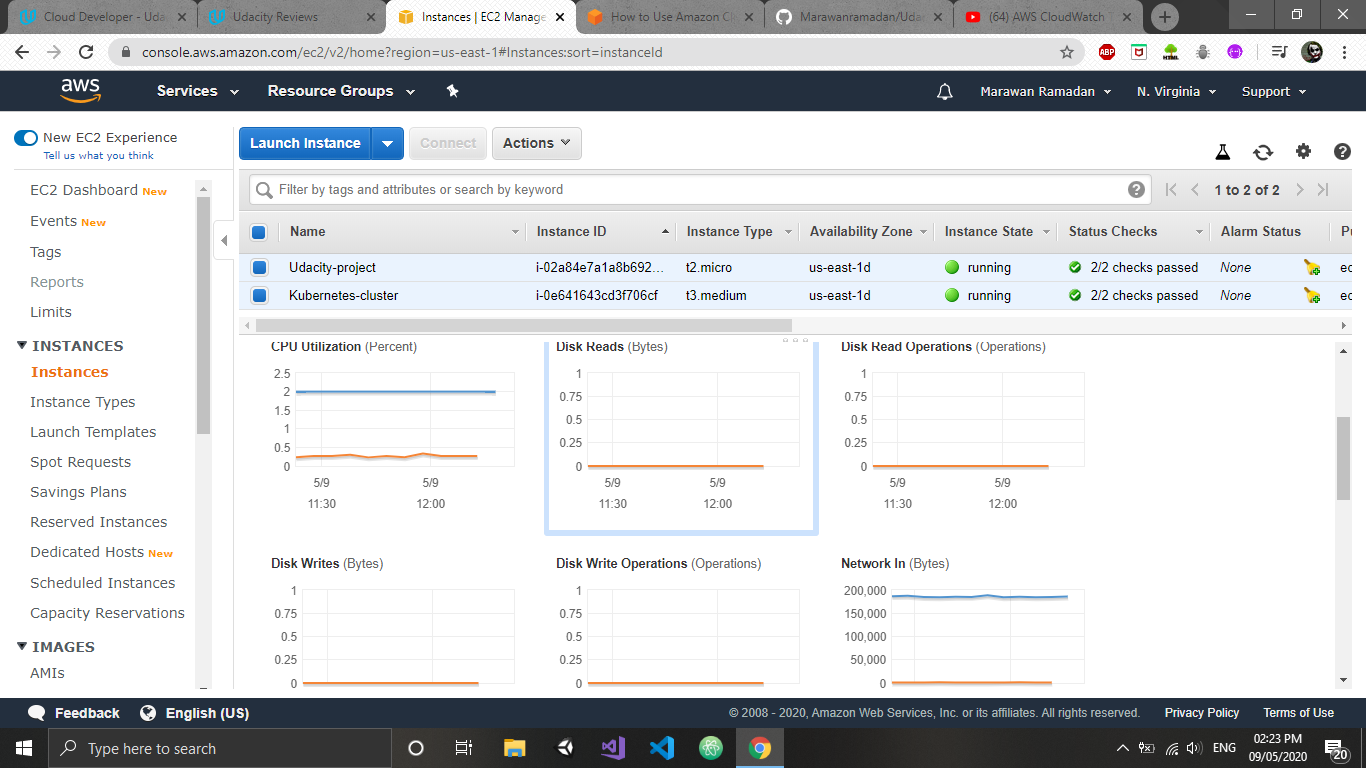 Cloud Developer - Uda
Udacity Reviews
Instances | EC2 Manage
How to Use Amazon C
Marawanramadan/Uda
(64) AWS CloudWatch
console.aws.amazon.com/ec2/v2/home?region=us-east-1#Instances:sort=instanceId
ABP
HTML
aws Services Resource Groups Marawan Ramadan N. Virginia Support
New EC2 Experience
Tell us what you think
Launch Instance Connect Actions
EC2 Dashboard New
Events New
Tags
Reports
Limits
INSTANCES
Instances
Instance Types
Launch Templates
Spot Requests
Savings Plans
Reserved Instances
Dedicated Hosts New
Scheduled Instances
Capacity Reservations
IMAGES
AMIs
Filter by tags and attributes or search by keyword
1 to 2 of 2
Name Instance ID Instance Type Availability Zone Instance State Status Checks Alarm Status Pu
Udacity-project i-02a84e7a1a8b692... t2.micro us-east-1d running 2/2 checks passed None ec
Kubernetes-cluster i-0e641643cd3f706cf t3.medium us-east-1d running 2/2 checks passed None ec
CPU Utilization (Percent)
2.5
2
1.5
1
0.5
0
5/9 5/9
11:30 12:00
Disk Reads (Bytes)
1
0.75
0.5
0.25
0
5/9 5/9
11:30 12:00
Disk Read Operations (Operations)
1
0.75
0.5
0.25
0
5/9 5/9
11:30 12:00
Disk Writes (Bytes)
1
0.75
0.5
0.25
0
Disk Write Operations (Operations)
1
0.75
0.5
0.25
0
Network In (Bytes)
200,000
150,000
100,000
50,000
0
Feedback English (US) © 2008 - 2020, Amazon Web Services, Inc. or its affiliates. All rights reserved. Privacy Policy Terms of Use
Type here to search
ENG
02:23 PM
09/05/2020
20